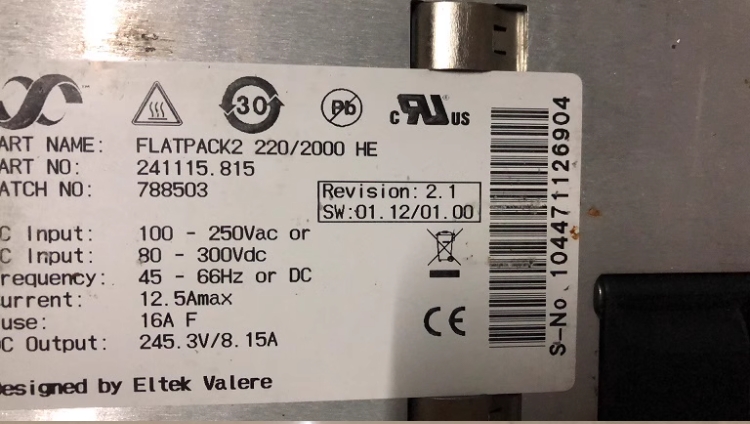 30
Pb
C RU US
ART NAME: FLATPACK2 220/2000 HE
ART NO: 241115.815
ATCH NO: 788503
Revision: 2.1
SW:01.12/01.00
C Input: 100 - 250Vac or
C Input: 80 - 300Vdc
requency: 45 - 66Hz or DC
urrent: 12.5Amax
use: 16A F
C Output: 245.3V/8.15A
CE
esigned by Eltek Valere
S-No. 104471126904